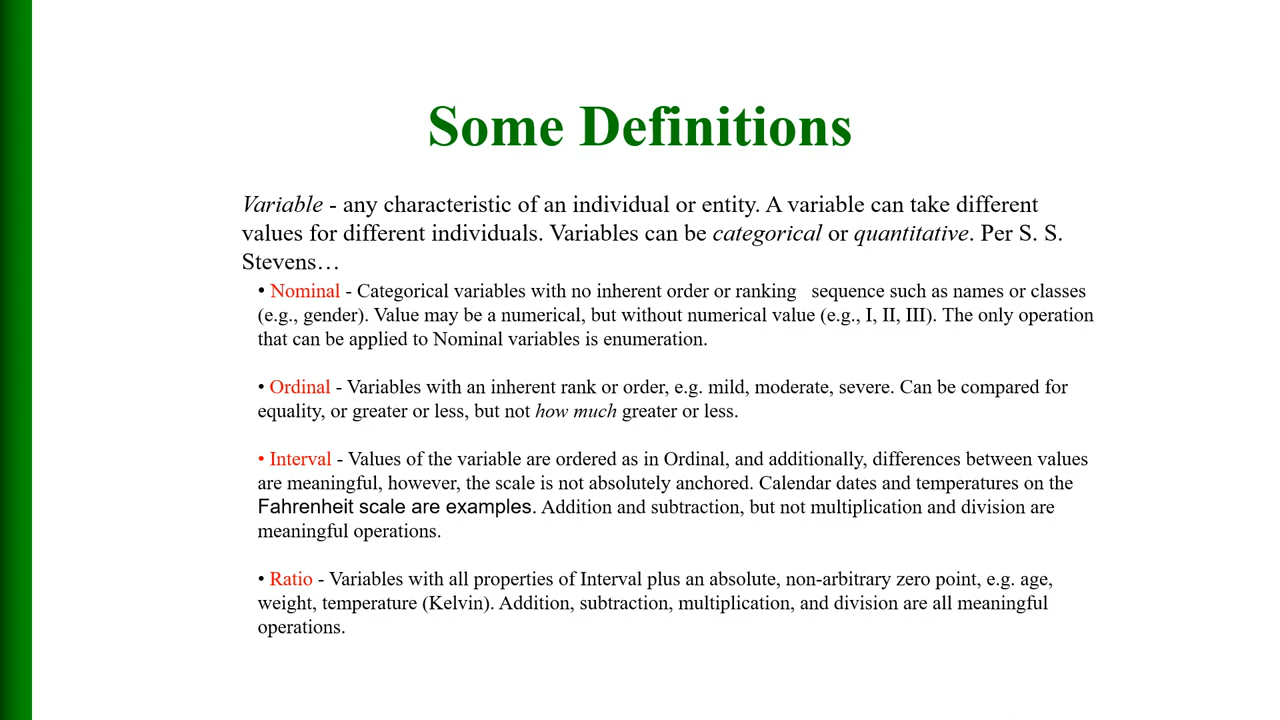 Some Definitions
Variable - any characteristic of an individual or entity. A variable can take different
values for different individuals. Variables can be categorical or quantitative. Per S. S.
Stevens…
• Nominal - Categorical variables with no inherent order or ranking   sequence such as names or classes
(e.g., gender). Value may be a numerical, but without numerical value (e.g., I, II, III). The only operation
that can be applied to Nominal variables is enumeration.
• Ordinal - Variables with an inherent rank or order, e.g. mild, moderate, severe. Can be compared for
equality, or greater or less, but not how much greater or less.
• Interval - Values of the variable are ordered as in Ordinal, and additionally, differences between values
are meaningful, however, the scale is not absolutely anchored. Calendar dates and temperatures on the
Fahrenheit scale are examples. Addition and subtraction, but not multiplication and division are
meaningful operations.
• Ratio - Variables with all properties of Interval plus an absolute, non-arbitrary zero point, e.g. age,
weight, temperature (Kelvin). Addition, subtraction, multiplication, and division are all meaningful
operations.